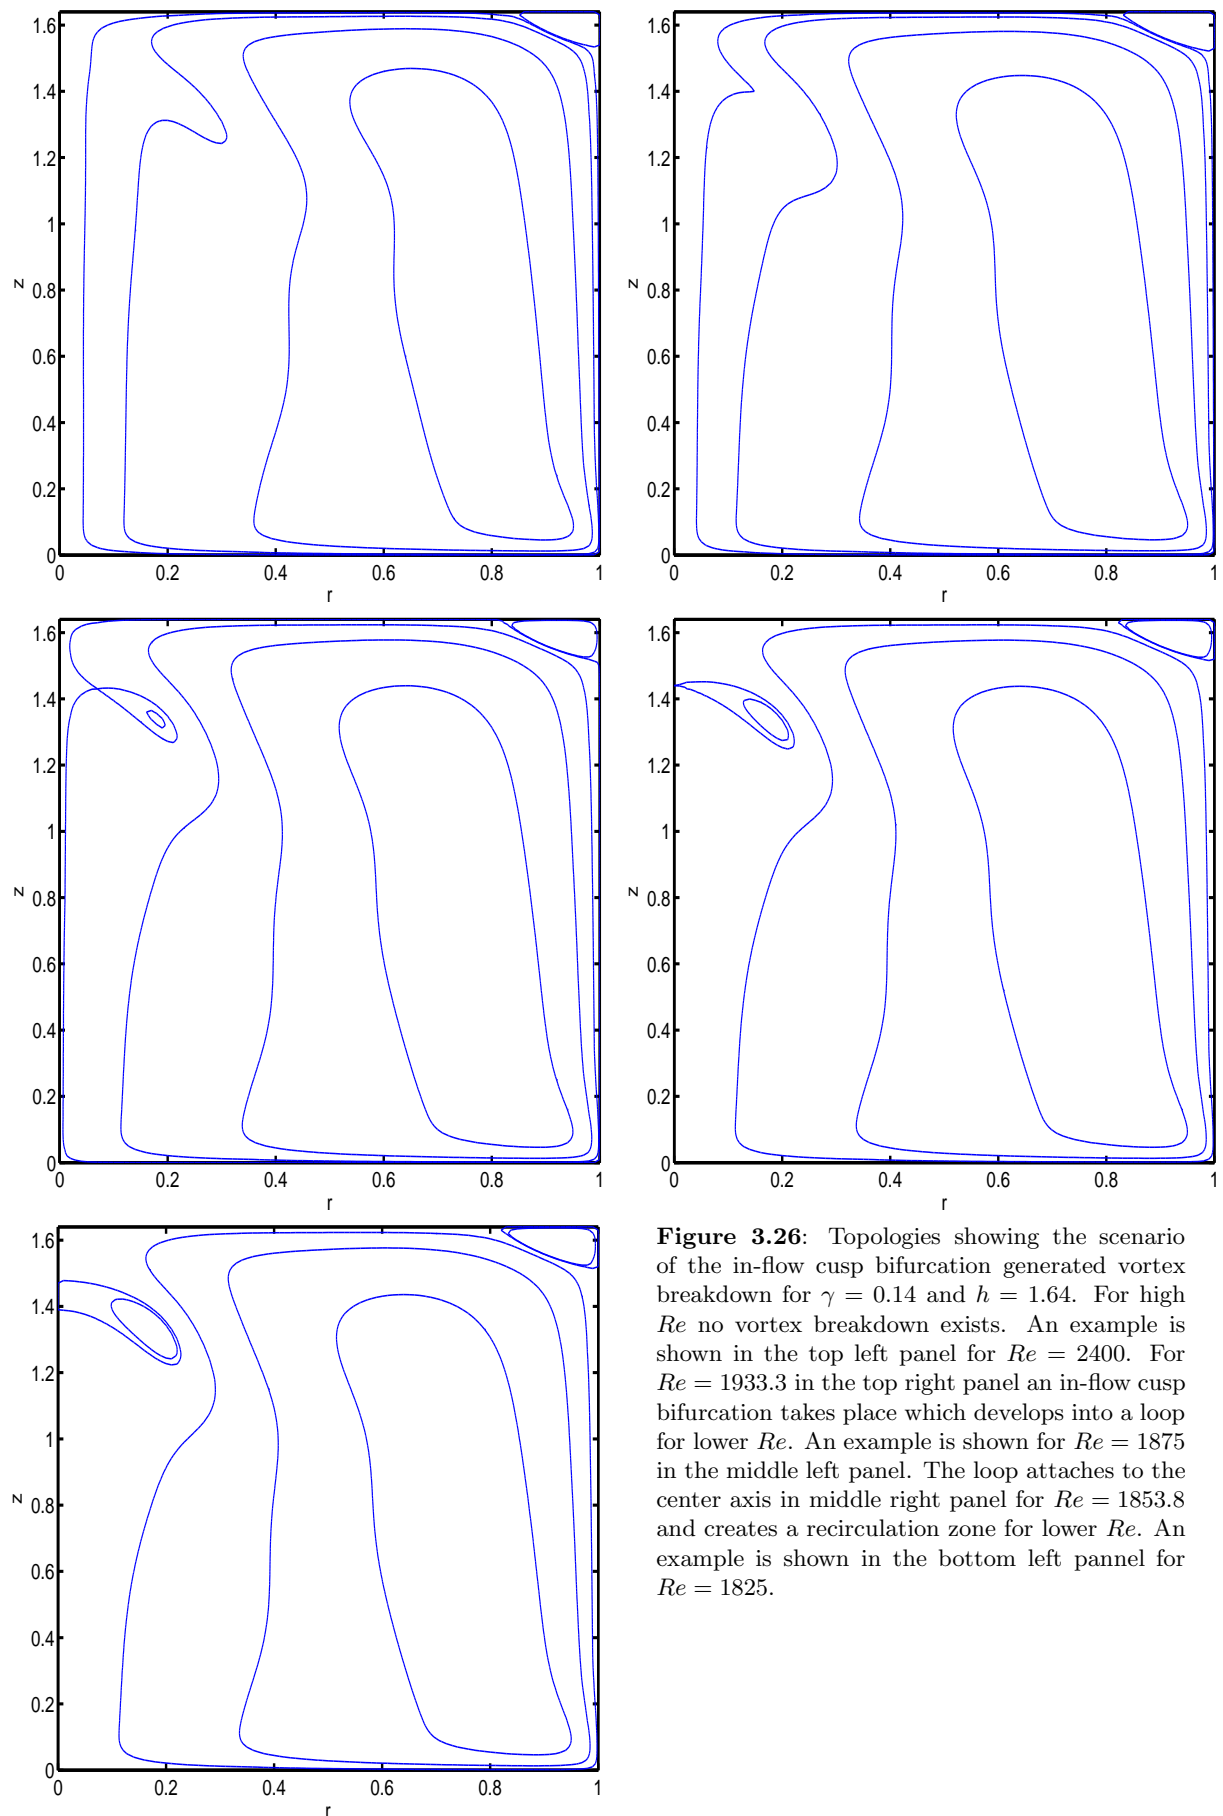 1.6
1.4
1.2
1
0.8
0.6
0.4
0.2
0
z
0 0.2 0.4 0.6 0.8 1
r
1.6
1.4
1.2
1
0.8
0.6
0.4
0.2
0
z
0 0.2 0.4 0.6 0.8 1
r
1.6
1.4
1.2
1
0.8
0.6
0.4
0.2
0
z
0 0.2 0.4 0.6 0.8 1
r
1.6
1.4
1.2
1
0.8
0.6
0.4
0.2
0
z
0 0.2 0.4 0.6 0.8 1
r
1.6
1.4
1.2
1
0.8
0.6
0.4
0.2
0
z
0 0.2 0.4 0.6 0.8 1
r
Figure 3.26: Topologies showing the scenario
of the in-flow cusp bifurcation generated vortex
breakdown for γ = 0.14 and h = 1.64. For high
Re no vortex breakdown exists. An example is
shown in the top left panel for Re = 2400. For
Re = 1933.3 in the top right panel an in-flow cusp
bifurcation takes place which develops into a loop
for lower Re. An example is shown for Re = 1875
in the middle left panel. The loop attaches to the
center axis in middle right panel for Re = 1853.8
and creates a recirculation zone for lower Re. An
example is shown in the bottom left pannel for
Re = 1825.